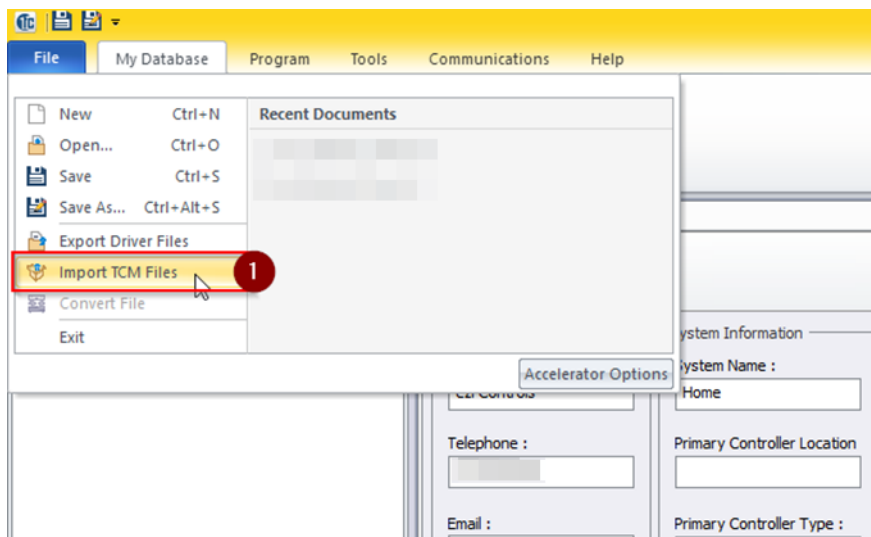 TC
File My Database Program Tools Communications Help
New Ctrl+N
Open... Ctrl+O
Save Ctrl+S
Save As... Ctrl+Alt+S
Export Driver Files
Import TCM Files 1
Convert File
Exit
Recent Documents
Accelerator Options
ystem Information
System Name :
Home
Telephone :
Primary Controller Location
Email :
Primary Controller Type :